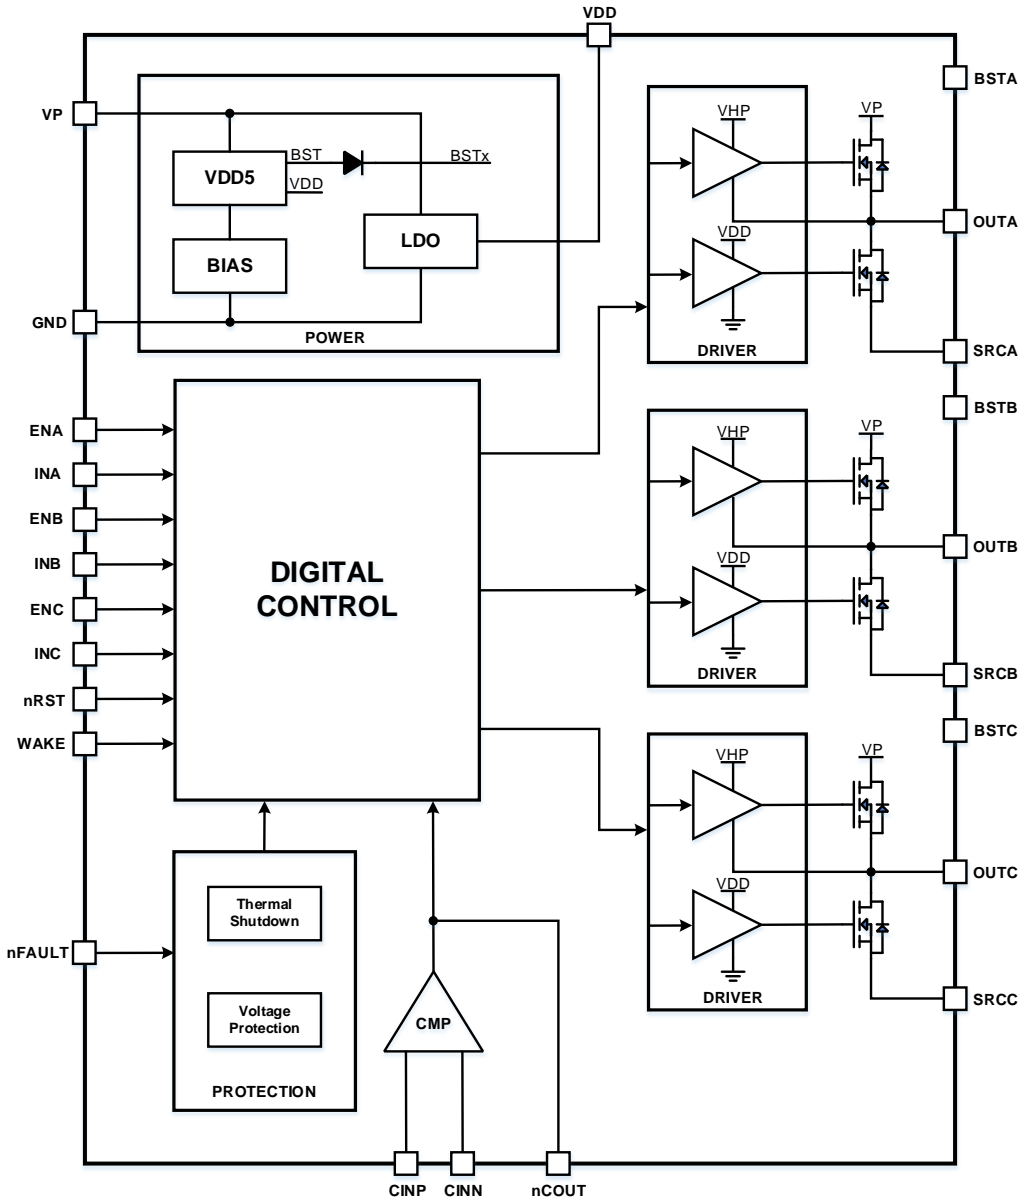 VDD
VP
GND
ENA
INA
ENB
INB
ENC
INC
nRST
WAKE
nFAULT
VDD5
BST
VDD
BSTx
BIAS
LDO
POWER
DIGITAL
CONTROL
Thermal
Shutdown
Voltage
Protection
PROTECTION
CMP
CINP
CINN
nCOUT
VHP
VDD
DRIVER
VP
VHP
VDD
DRIVER
VP
VHP
VDD
DRIVER
VP
BSTA
OUTA
SRCA
BSTB
OUTB
SRCB
BSTC
OUTC
SRCC